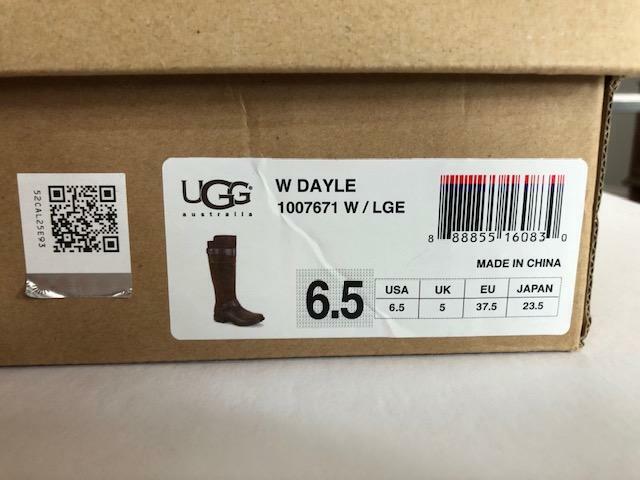 52CAL25E93
UGG®
australia
W DAYLE
1007671 W / LGE
8 88855 16083 0
MADE IN CHINA
6.5
USA UK EU JAPAN
6.5 5 37.5 23.5